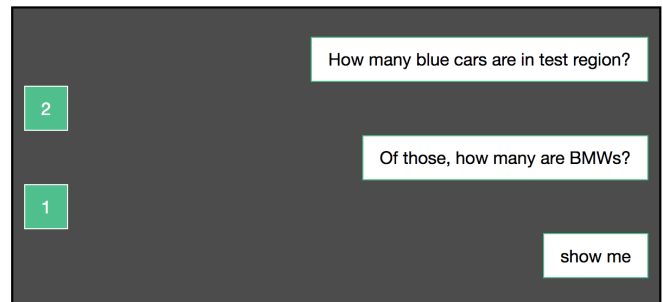 How many blue cars are in test region?
2
Of those, how many are BMWs?
1
show me